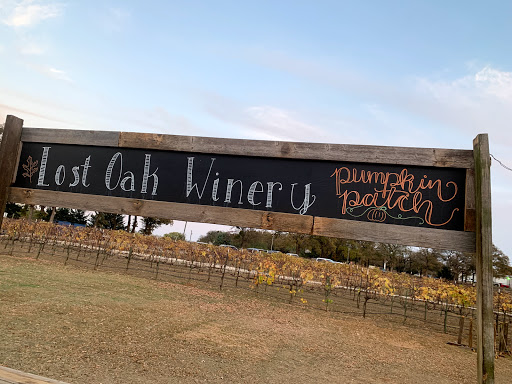 Lost Oak Winery
pumpkin
patch